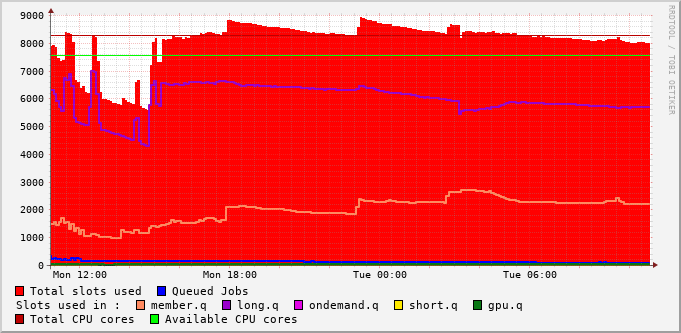 9000
8000
7000
6000
5000
4000
3000
2000
1000
0
Mon 12:00 Mon 18:00 Tue 00:00 Tue 06:00
RRDTOOL / TOBI OETIKER
Total slots used Queued Jobs
Slots used in : member.q long.q ondemand.q short.q gpu.q
Total CPU cores Available CPU cores